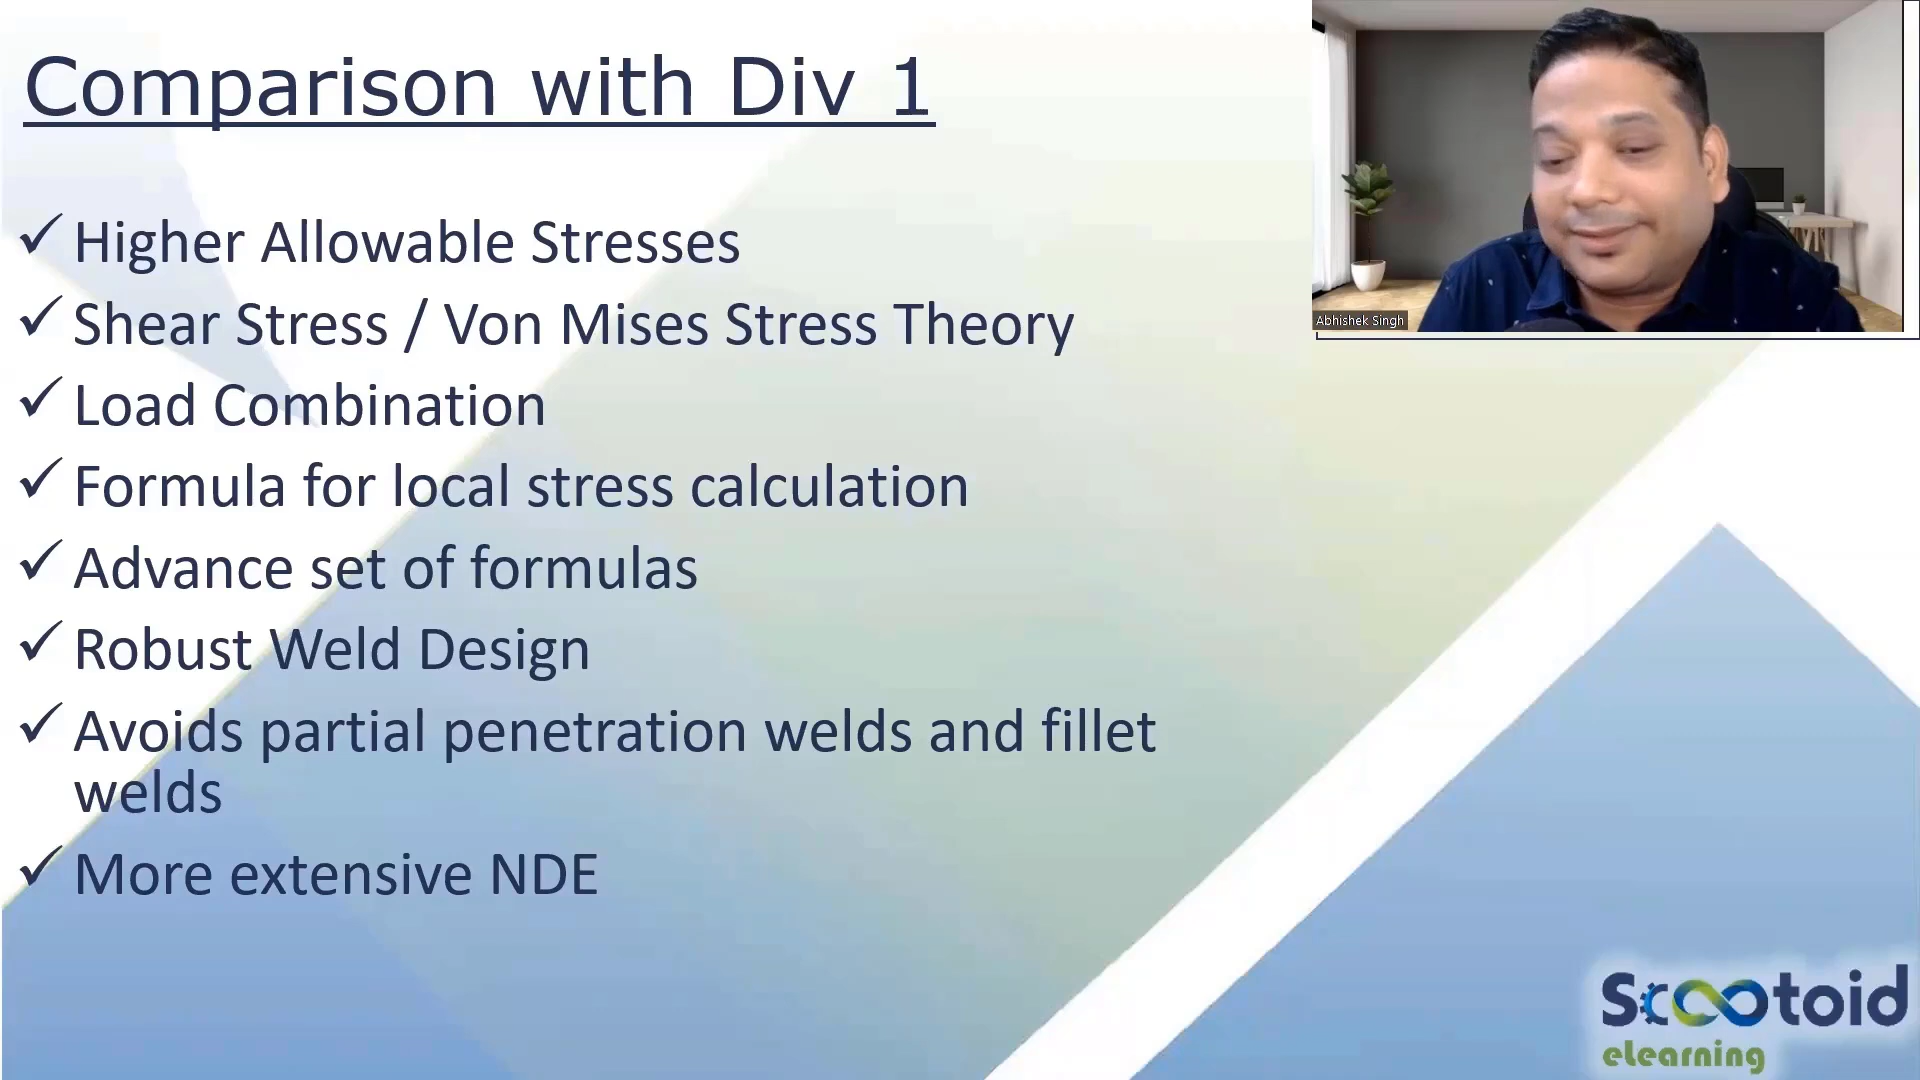 Comparison with Div 1
Abhishek Singh
✓ Higher Allowable Stresses
✓ Shear Stress / Von Mises Stress Theory
✓ Load Combination
✓ Formula for local stress calculation
✓ Advance set of formulas
✓ Robust Weld Design
✓ Avoids partial penetration welds and fillet
welds
✓ More extensive NDE
Scootoid
elearning